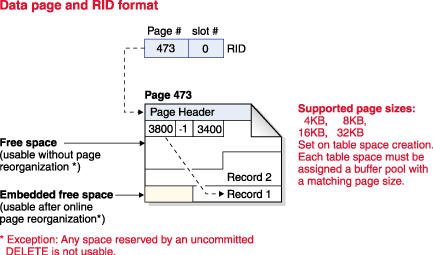 Data page and RID format
Page # slot #
473 0 RID
Page 473
Page Header
3800 -1 3400
Supported page sizes:
4KB, 8KB,
16KB, 32KB
Set on table space creation.
Each table space must be
assigned a buffer pool with
a matching page size.
Free space
(usable without page
reorganization *)
Record 2
Embedded free space
(usable after online
page reorganization*)
Record 1
* Exception: Any space reserved by an uncommitted
DELETE is not usable.